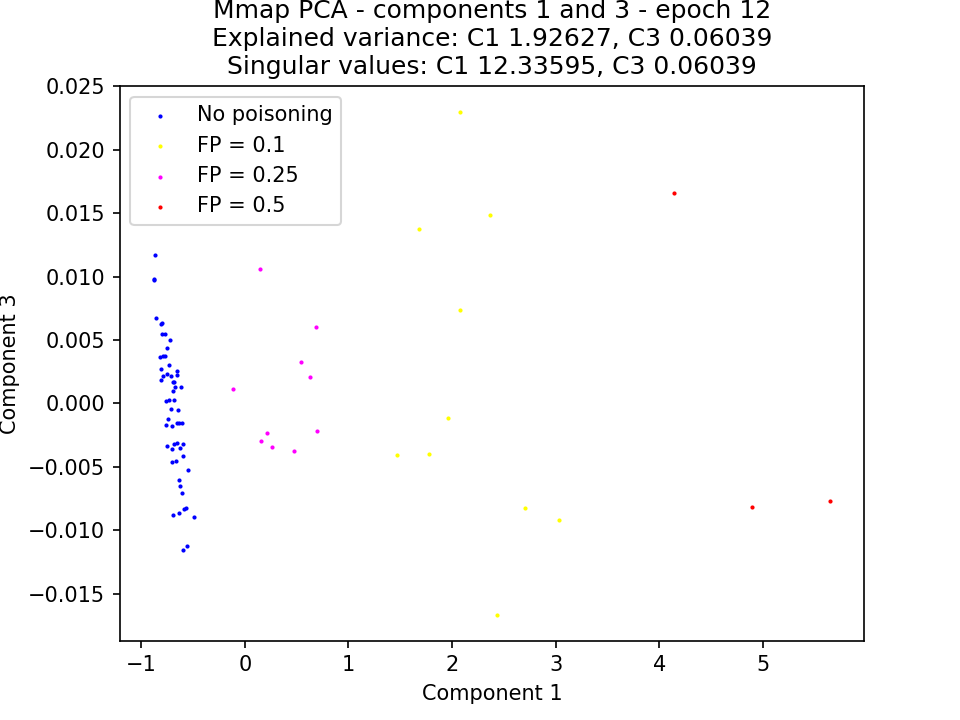 Mmap PCA - components 1 and 3 - epoch 12
Explained variance: C1 1.92627, C3 0.06039
Singular values: C1 12.33595, C3 0.06039
No poisoning
FP = 0.1
FP = 0.25
FP = 0.5
Component 3
0.025
0.020
0.015
0.010
0.005
0.000
−0.005
−0.010
−0.015
−1 0 1 2 3 4 5
Component 1